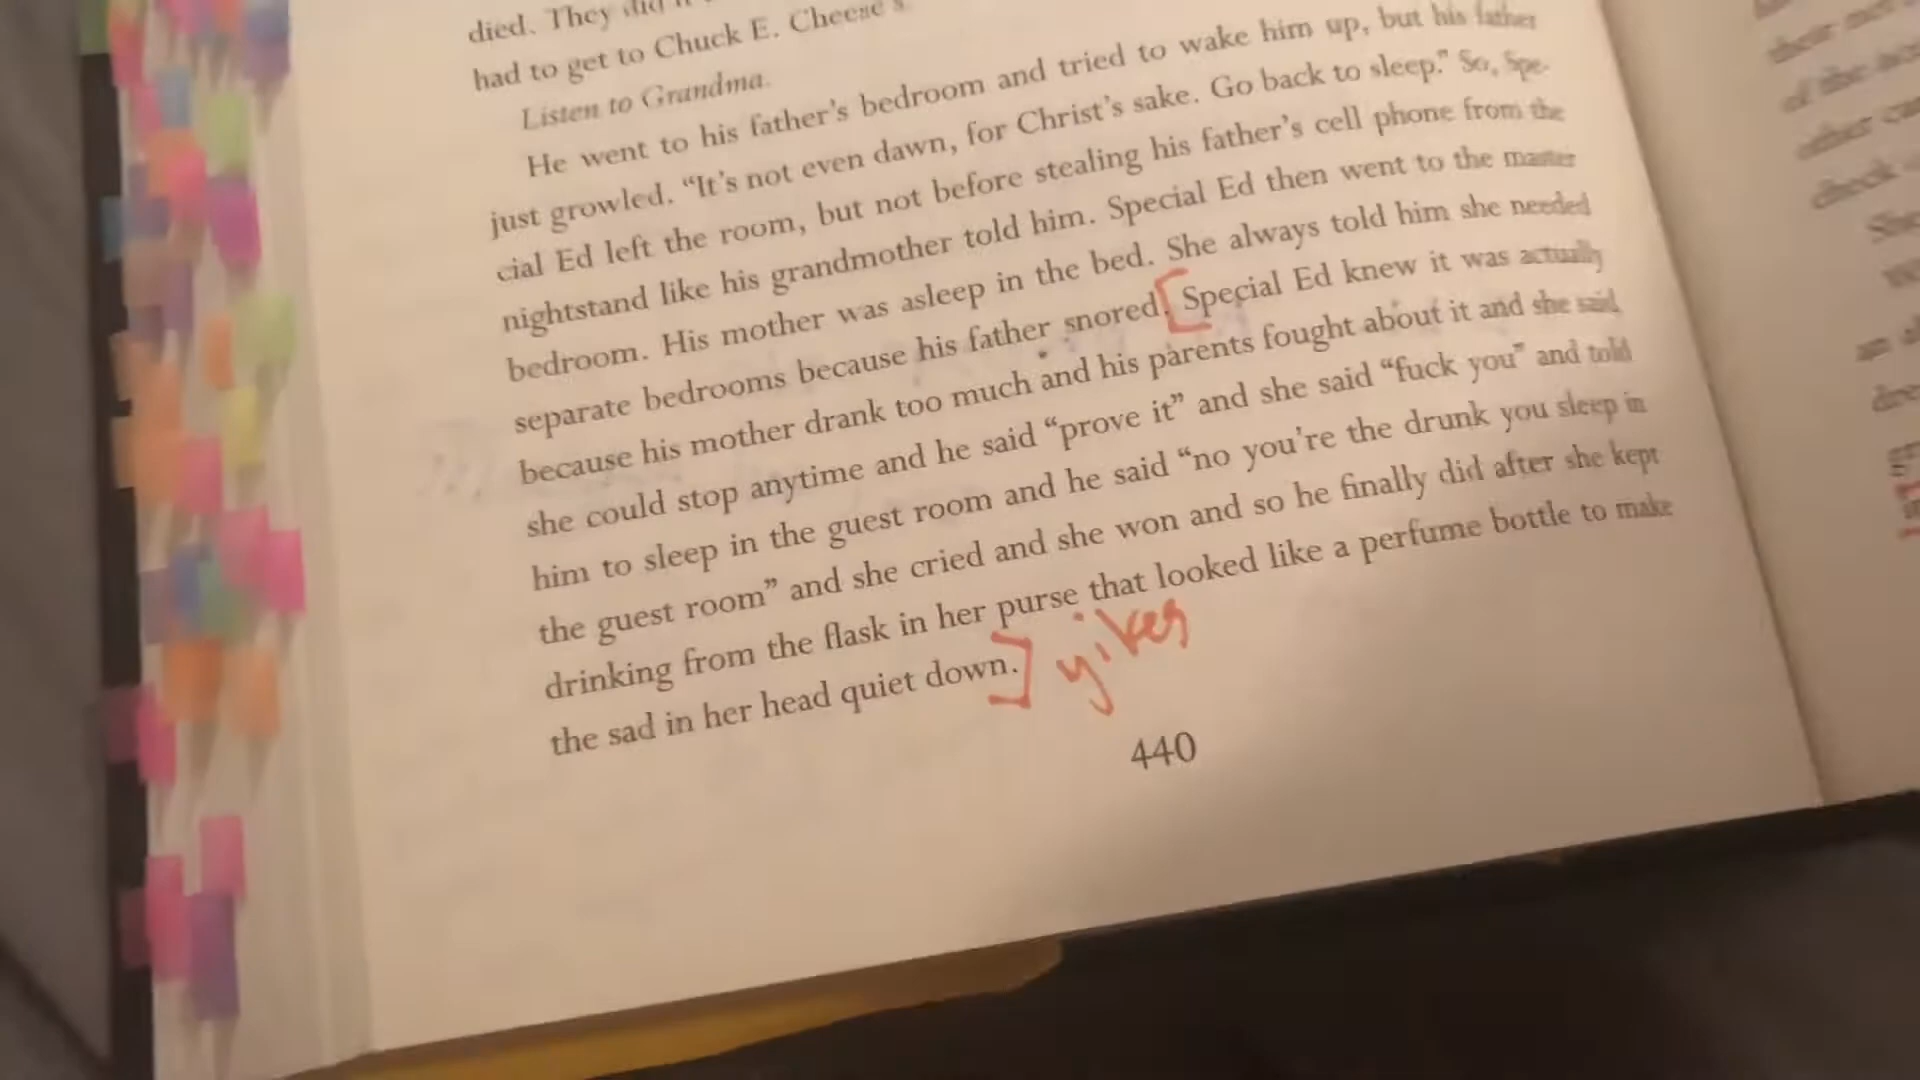 died. They did it
had to get to Chuck E. Cheese's
Listen to Grandma.
He went to his father's bedroom and tried to wake him up, but his father
just growled. “It's not even dawn, for Christ's sake. Go back to sleep.” So, Spe-
cial Ed left the room, but not before stealing his father's cell phone from the
nightstand like his grandmother told him. Special Ed then went to the master
bedroom. His mother was asleep in the bed. She always told him she needed
separate bedrooms because his father snored. [Special Ed knew it was actually
because his mother drank too much and his parents fought about it and she said
she could stop anytime and he said “prove it” and she said “fuck you” and told
him to sleep in the guest room and he said “no you're the drunk you sleep in
the guest room” and she cried and she won and so he finally did after she kept
drinking from the flask in her purse that looked like a perfume bottle to make
the sad in her head quiet down.] yikes
440
of the
other
check
She